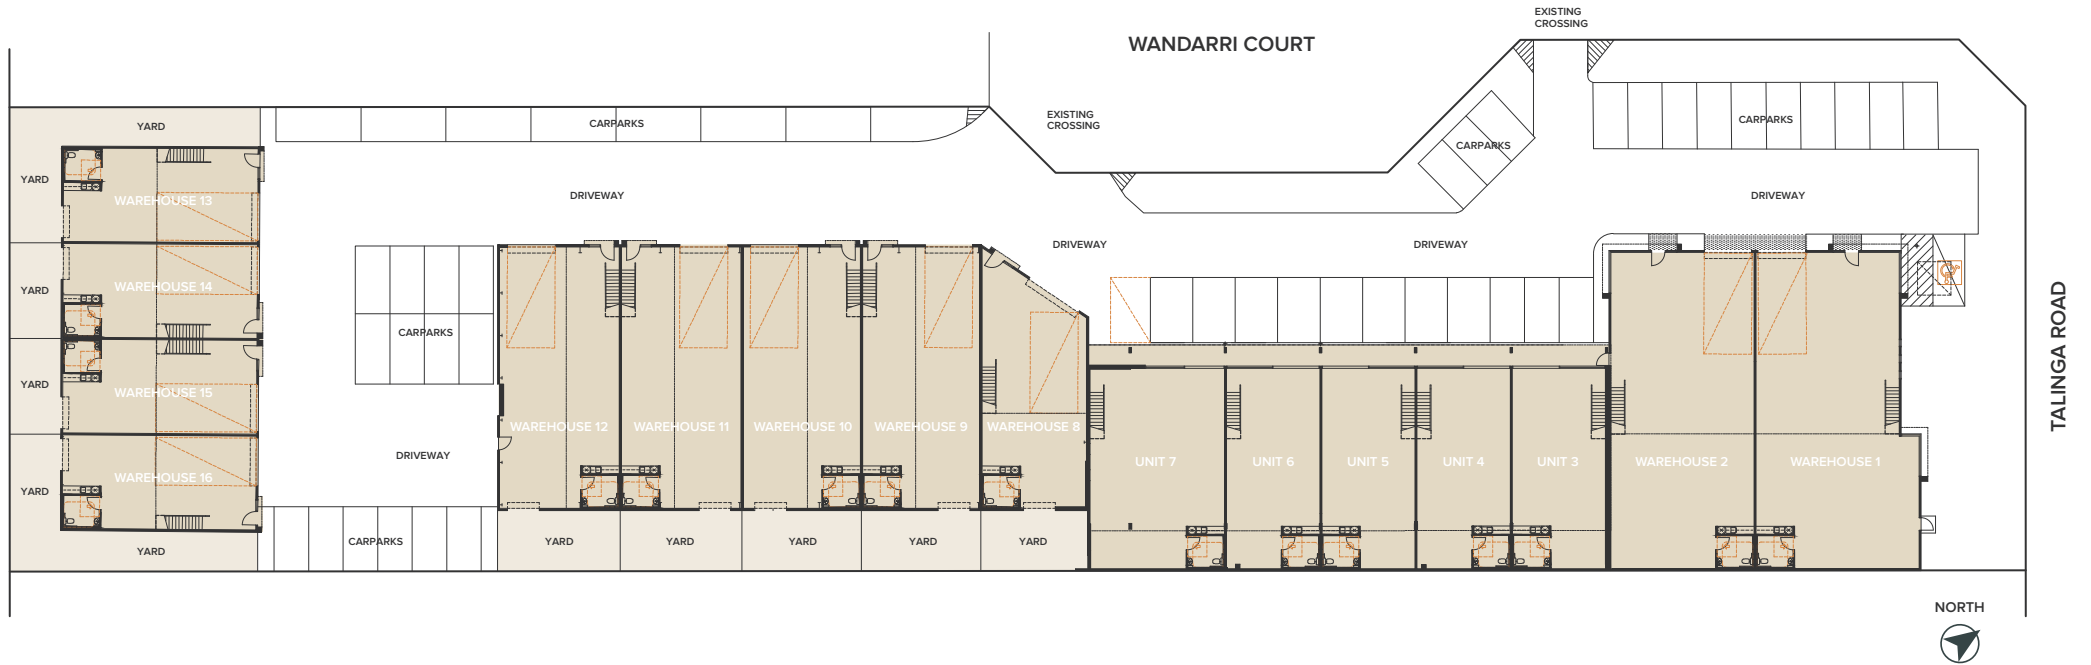 EXISTING
CROSSING
WANDARRI COURT
EXISTING
CROSSING
CARPARKS
CARPARKS
CARPARKS
YARD
YARD
WAREHOUSE 13
DRIVEWAY
DRIVEWAY
DRIVEWAY
DRIVEWAY
YARD
WAREHOUSE 14
CARPARKS
TALINGA ROAD
YARD
WAREHOUSE 15
WAREHOUSE 12
WAREHOUSE 11
WAREHOUSE 10
WAREHOUSE 9
WAREHOUSE 8
DRIVEWAY
UNIT 7
UNIT 6
UNIT 5
UNIT 4
UNIT 3
WAREHOUSE 2
WAREHOUSE 1
YARD
WAREHOUSE 16
YARD
CARPARKS
YARD
YARD
YARD
YARD
YARD
NORTH